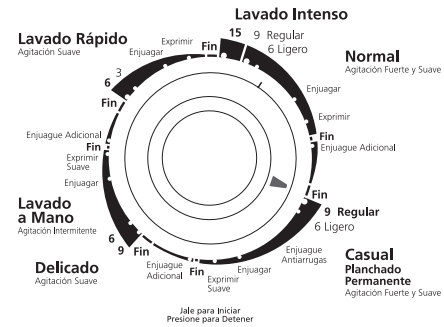 Lavado Intenso
15
9 Regular
6 Ligero
Normal
Agitación Fuerte y Suave
Enjuagar
Exprimir
Fin
Enjuague Adicional
Fin
9 Regular
6 Ligero
Casual
Planchado
Permanente
Agitación Fuerte y Suave
Enjuague
Antiarrugas
Enjuagar
Exprimir
Suave
Fin
Enjuague
Adicional
Fin
9
6
Delicado
Agitación Suave
Lavado
a Mano
Agitación Intermitente
Enjuagar
Exprimir
Suave
Fin
Enjuague Adicional
Fin
6
3
Lavado Rápido
Agitación Suave
Enjuagar
Exprimir
Fin
Jale para Iniciar
Presione para Detener